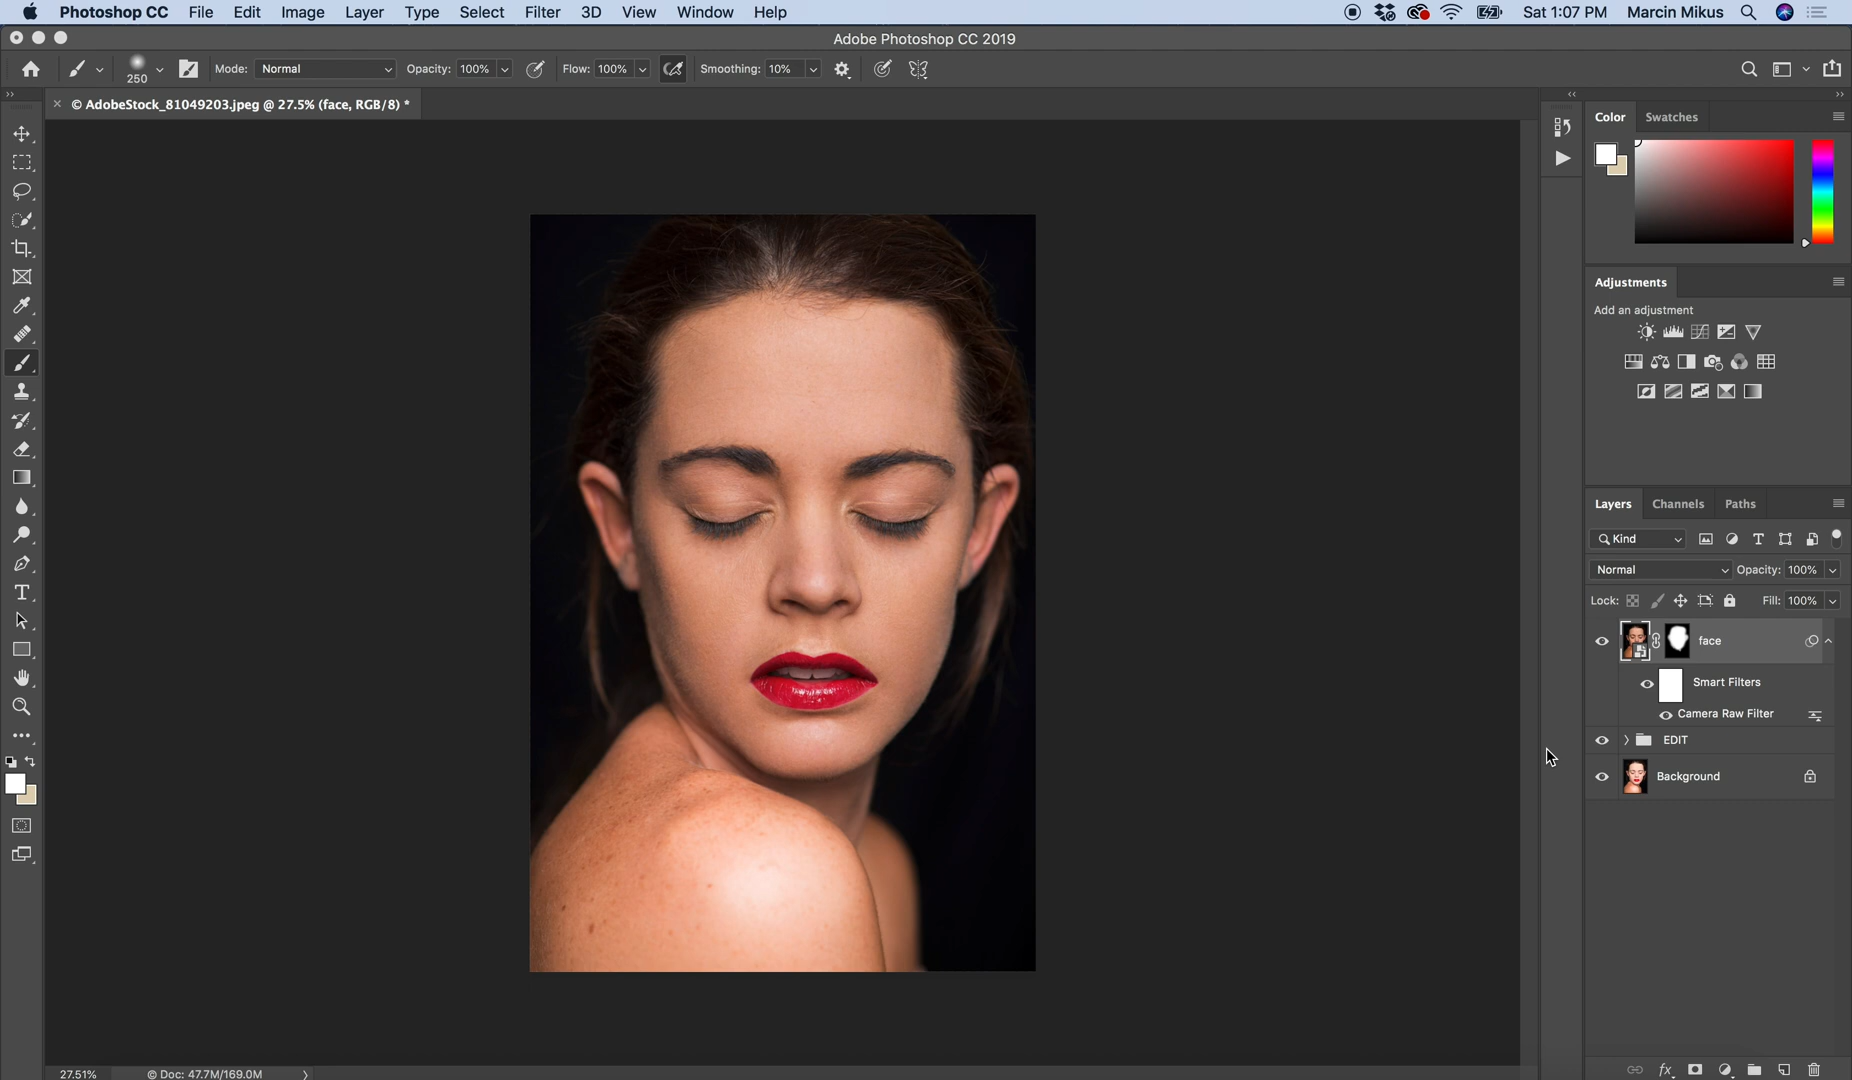 Photoshop CC File Edit Image Layer Type Select Filter 3D View Window Help Sat 1:07 PM Marcin Mikus
Adobe Photoshop CC 2019
250 Mode: Normal Opacity: 100% Flow: 100% Smoothing: 10%
© AdobeStock_81049203.jpeg @ 27.5% (face, RGB/8) *
Color Swatches
Adjustments
Add an adjustment
Layers Channels Paths
Kind
Normal Opacity: 100%
Lock: Fill: 100%
face
Smart Filters
Camera Raw Filter
EDIT
Background
27.51% © Doc: 47.7M/169.0M
fx